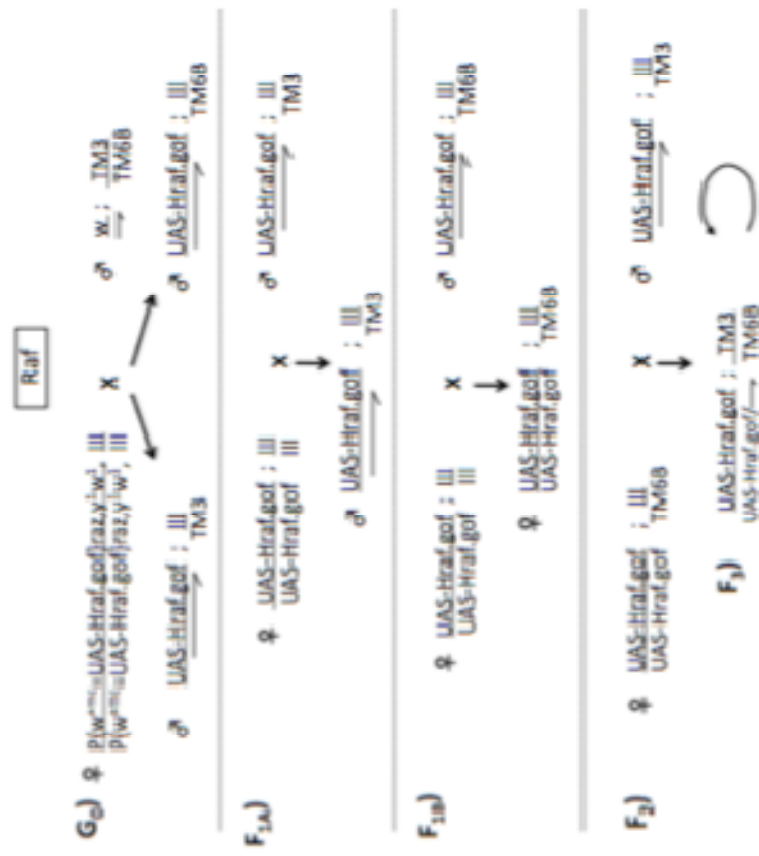 Raf
G₀) ♀ P{w⁺ᵐᶜ=UAS-Hraf.gof}raz,y¹w¹, III X ♂ w ; TM3
P{w⁺ᵐᶜ=UAS-Hraf.gof}raz,y¹w¹, III TM6B
♂ UAS-Hraf.gof ; III ♂ UAS-Hraf.gof ; III
TM3 TM6B
F₁A) ♀ UAS-Hraf.gof ; III X ♂ UAS-Hraf.gof ; III
UAS-Hraf.gof III TM3
♂ UAS-Hraf.gof ; III
TM3
F₁B) ♀ UAS-Hraf.gof ; III X ♂ UAS-Hraf.gof ; III
UAS-Hraf.gof III TM6B
♀ UAS-Hraf.gof ; III
UAS-Hraf.gof TM6B
F₂) ♀ UAS-Hraf.gof ; III X ♂ UAS-Hraf.gof ; III
UAS-Hraf.gof TM6B TM3
F₃) UAS-Hraf.gof ; TM3
UAS-Hraf.gof/→ TM6B